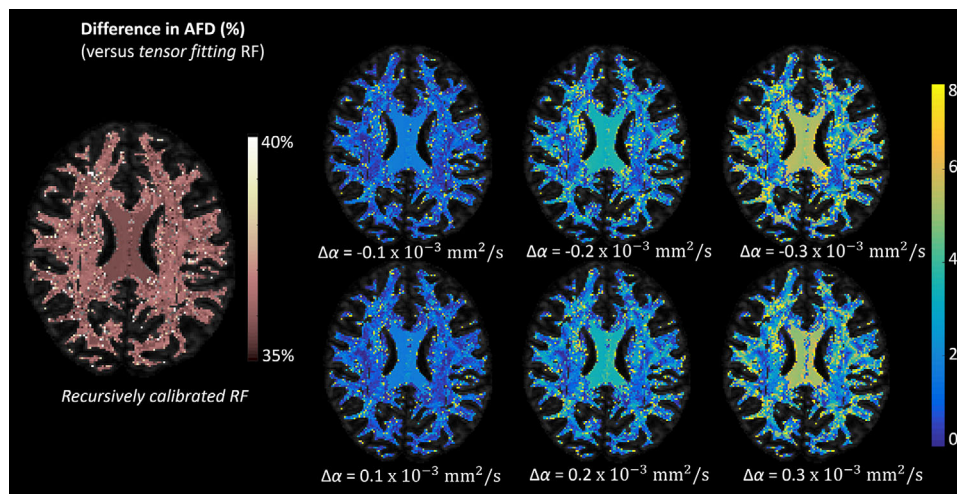 Difference in AFD (%)
(versus tensor fitting RF)
40%
35%
Recursively calibrated RF
Δα = -0.1 x 10⁻³ mm²/s
Δα = -0.2 x 10⁻³ mm²/s
Δα = -0.3 x 10⁻³ mm²/s
Δα = 0.1 x 10⁻³ mm²/s
Δα = 0.2 x 10⁻³ mm²/s
Δα = 0.3 x 10⁻³ mm²/s
8
6
4
2
0